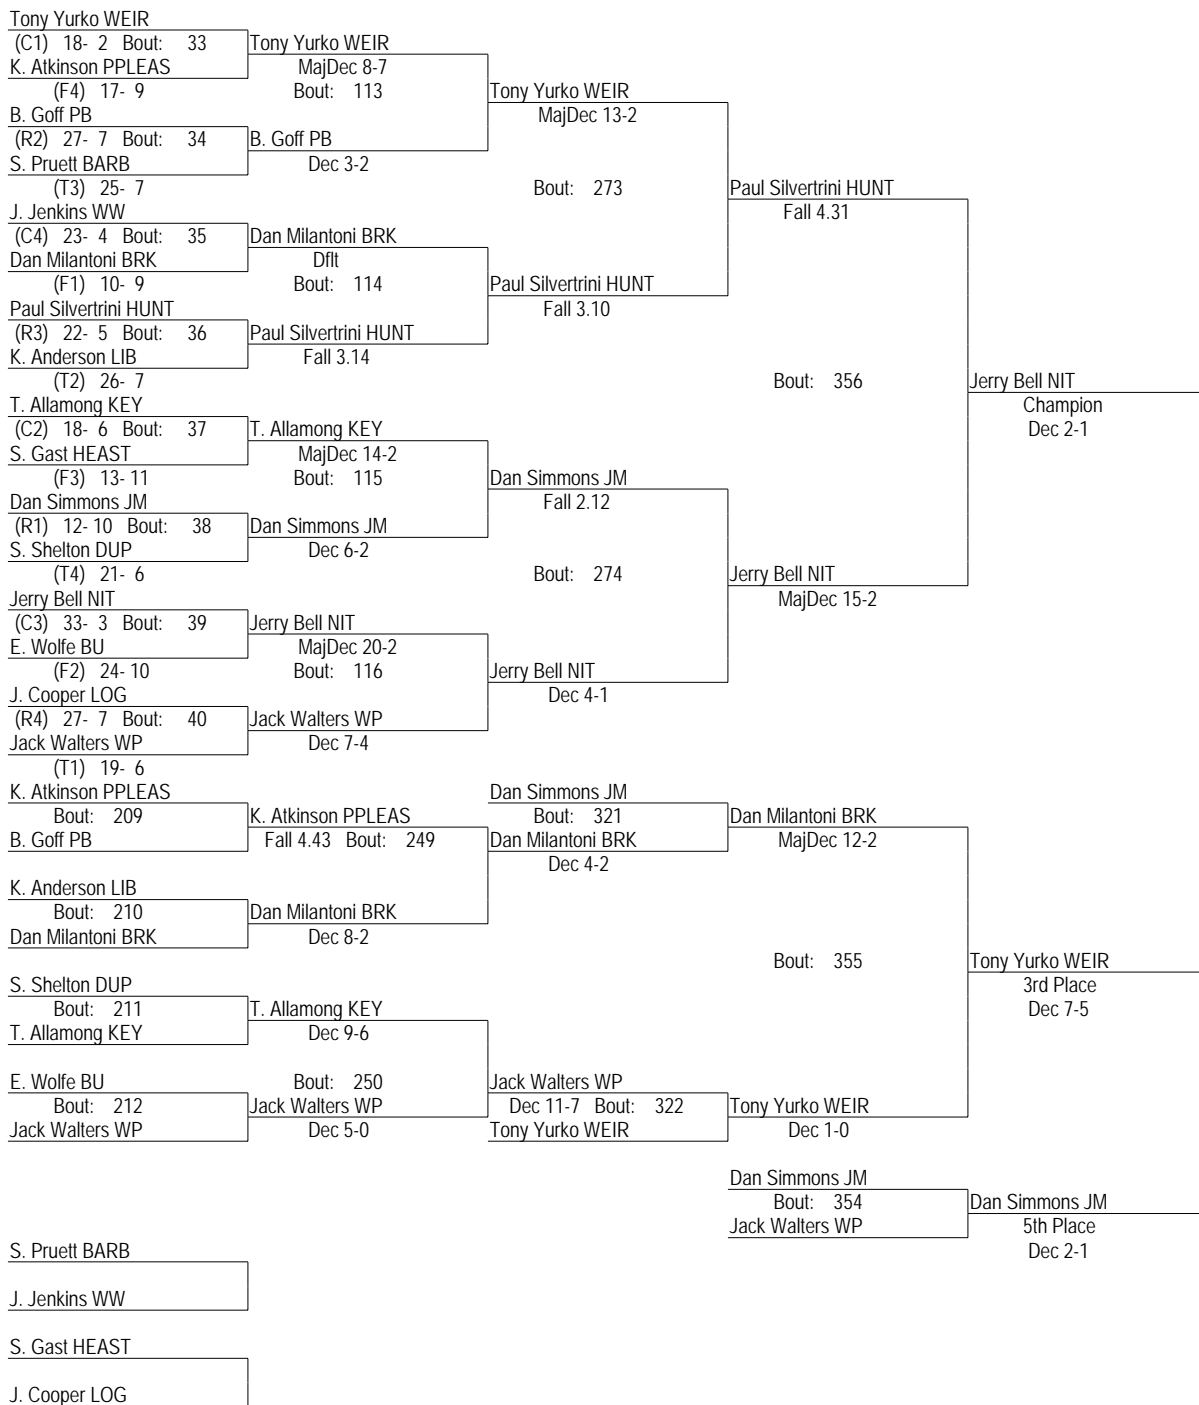 Tony Yurko WEIR
(C1) 18- 2 Bout: 33 Tony Yurko WEIR
K. Atkinson PPLEAS MajDec 8-7
(F4) 17- 9 Bout: 113 Tony Yurko WEIR
B. Goff PB MajDec 13-2
(R2) 27- 7 Bout: 34 B. Goff PB
S. Pruett BARB Dec 3-2
(T3) 25- 7 Bout: 273 Paul Silvertrini HUNT
J. Jenkins WW Fall 4.31
(C4) 23- 4 Bout: 35 Dan Milantoni BRK
Dan Milantoni BRK Dflt
(F1) 10- 9 Bout: 114 Paul Silvertrini HUNT
Paul Silvertrini HUNT Fall 3.10
(R3) 22- 5 Bout: 36 Paul Silvertrini HUNT
K. Anderson LIB Fall 3.14
(T2) 26- 7 Bout: 356 Jerry Bell NIT
T. Allamong KEY Champion
(C2) 18- 6 Bout: 37 T. Allamong KEY Dec 2-1
S. Gast HEAST MajDec 14-2
(F3) 13- 11 Bout: 115 Dan Simmons JM
Dan Simmons JM Fall 2.12
(R1) 12- 10 Bout: 38 Dan Simmons JM
S. Shelton DUP Dec 6-2
(T4) 21- 6 Bout: 274 Jerry Bell NIT
Jerry Bell NIT MajDec 15-2
(C3) 33- 3 Bout: 39 Jerry Bell NIT
E. Wolfe BU MajDec 20-2
(F2) 24- 10 Bout: 116 Jerry Bell NIT
J. Cooper LOG Dec 4-1
(R4) 27- 7 Bout: 40 Jack Walters WP
Jack Walters WP Dec 7-4
(T1) 19- 6
K. Atkinson PPLEAS Dan Simmons JM
Bout: 209 K. Atkinson PPLEAS Bout: 321 Dan Milantoni BRK
B. Goff PB Fall 4.43 Bout: 249 Dan Milantoni BRK MajDec 12-2
Dec 4-2
K. Anderson LIB
Bout: 210 Dan Milantoni BRK
Dan Milantoni BRK Dec 8-2
Bout: 355 Tony Yurko WEIR
S. Shelton DUP 3rd Place
Bout: 211 T. Allamong KEY Dec 7-5
T. Allamong KEY Dec 9-6
E. Wolfe BU Bout: 250 Jack Walters WP
Bout: 212 Jack Walters WP Dec 11-7 Bout: 322 Tony Yurko WEIR
Jack Walters WP Dec 5-0 Tony Yurko WEIR Dec 1-0
Dan Simmons JM
Bout: 354 Dan Simmons JM
Jack Walters WP 5th Place
S. Pruett BARB Dec 2-1
J. Jenkins WW
S. Gast HEAST
J. Cooper LOG